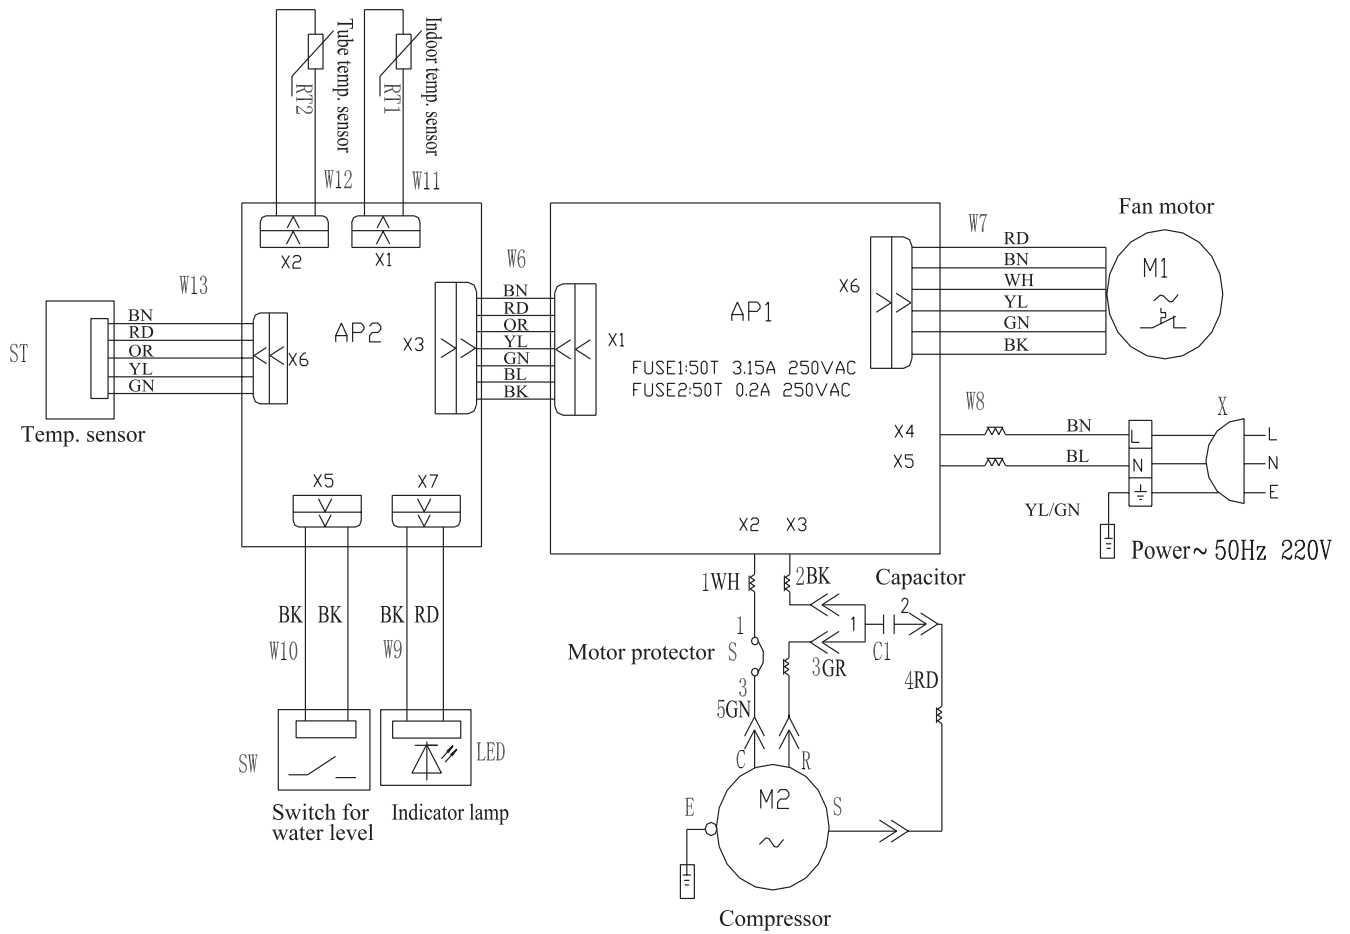 Tube temp. sensor
RT2
Indoor temp. sensor
RT1
W12
W11
X2
X1
AP2
W13
ST
BN
RD
OR
YL
GN
X6
Temp. sensor
X3
W6
BN
RD
OR
YL
GN
BL
BK
X1
AP1
FUSE1:50T 3.15A 250VAC
FUSE2:50T 0.2A 250VAC
X6
W7
RD
BN
WH
YL
GN
BK
Fan motor
M1
X4
X5
W8
BN
BL
YL/GN
L
N
X
L
N
E
Power~ 50Hz 220V
X5
X7
BK
BK
W10
BK
RD
W9
SW
Switch for
water level
LED
Indicator lamp
X2
X3
1WH
2BK
Capacitor
1
2
C1
3GR
4RD
Motor protector
1
S
3
5GN
C
R
E
M2
S
Compressor